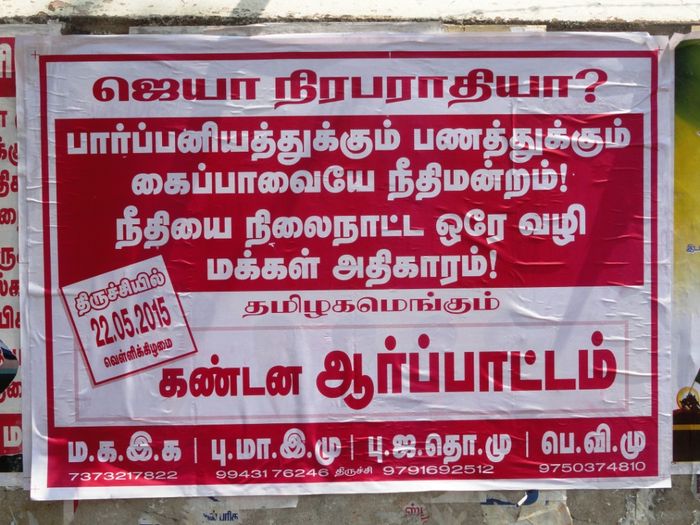 ஜெயா நிரபராதியா?
பார்ப்பனியத்துக்கும் பணத்துக்கும்
கைப்பாவையே நீதிமன்றம்!
நீதியை நிலைநாட்ட ஒரே வழி
மக்கள் அதிகாரம்!
தமிழகமெங்கும்
திருச்சியில்
22.05.2015
வெள்ளிக்கிழமை
கண்டன ஆர்ப்பாட்டம்
ம.க.இ.க | பு.மா.இ.மு | பு.ஜ.தொ.மு | பெ.வி.மு
7373217822 9943176246 திருச்சி 9791692512 9750374810